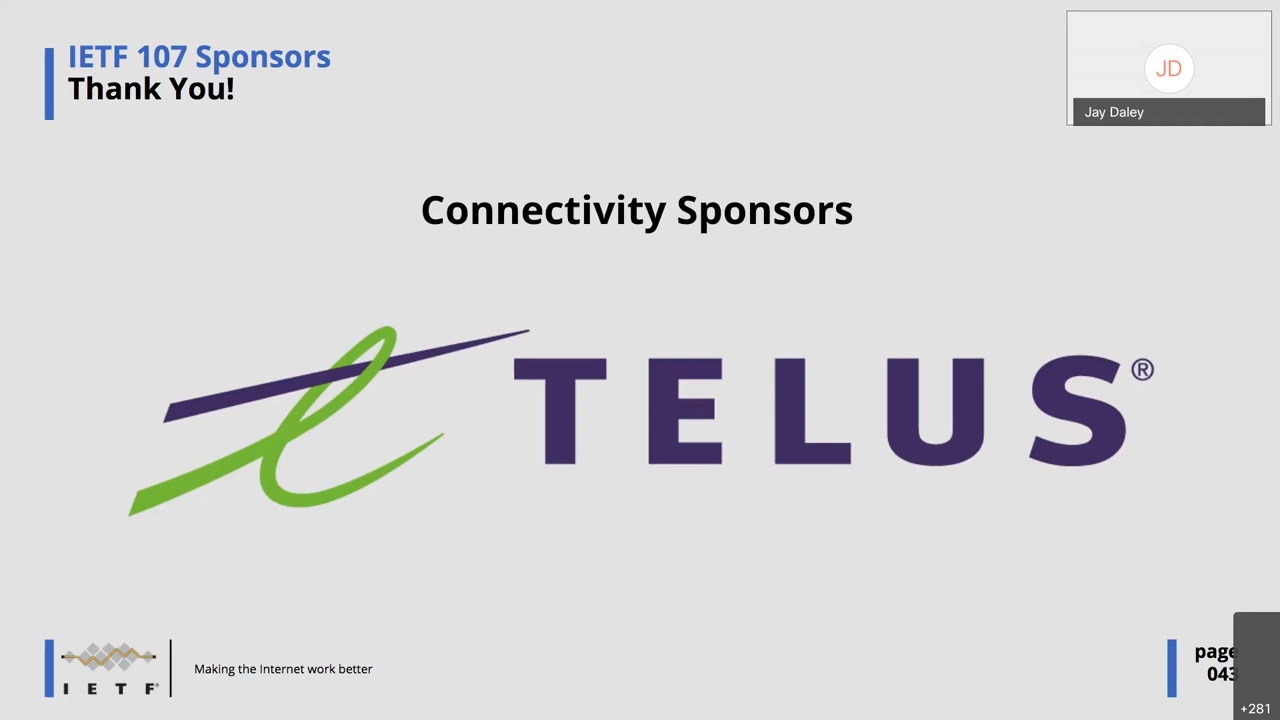 IETF 107 Sponsors
Thank You!
JD
Jay Daley
Connectivity Sponsors
TELUS®
IETF®
Making the Internet work better
page
043
+281